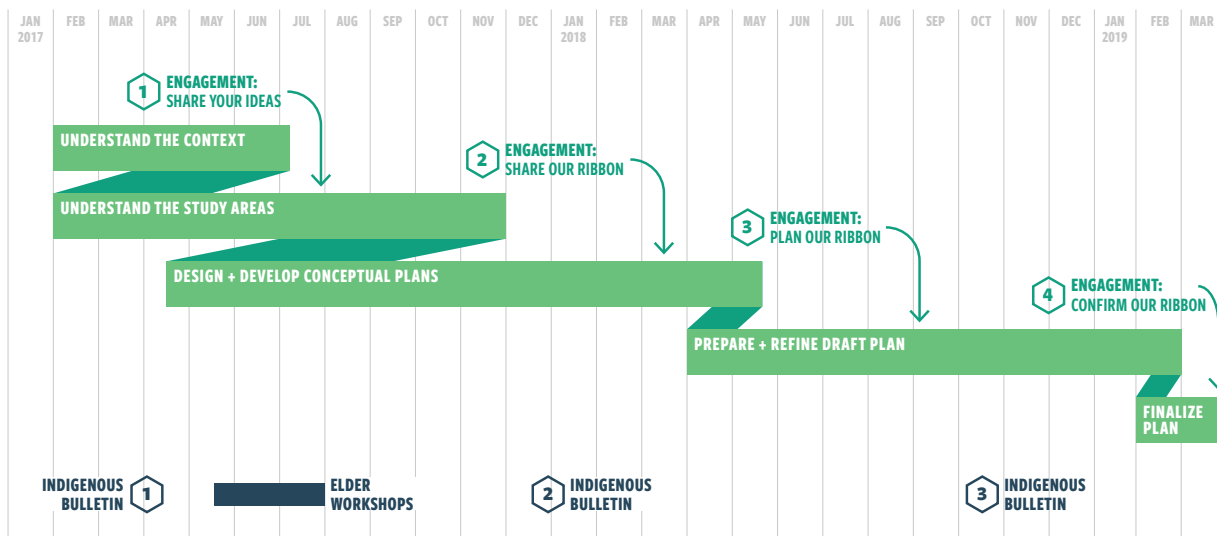 JAN FEB MAR APR MAY JUN JUL AUG SEP OCT NOV DEC JAN FEB MAR APR MAY JUN JUL AUG SEP OCT NOV DEC JAN FEB MAR
2017 2018 2019
1 ENGAGEMENT:
SHARE YOUR IDEAS
UNDERSTAND THE CONTEXT
2 ENGAGEMENT:
SHARE OUR RIBBON
UNDERSTAND THE STUDY AREAS
3 ENGAGEMENT:
PLAN OUR RIBBON
DESIGN + DEVELOP CONCEPTUAL PLANS
4 ENGAGEMENT:
CONFIRM OUR RIBBON
PREPARE + REFINE DRAFT PLAN
FINALIZE
PLAN
INDIGENOUS
BULLETIN 1
ELDER
WORKSHOPS
2 INDIGENOUS
BULLETIN
3 INDIGENOUS
BULLETIN